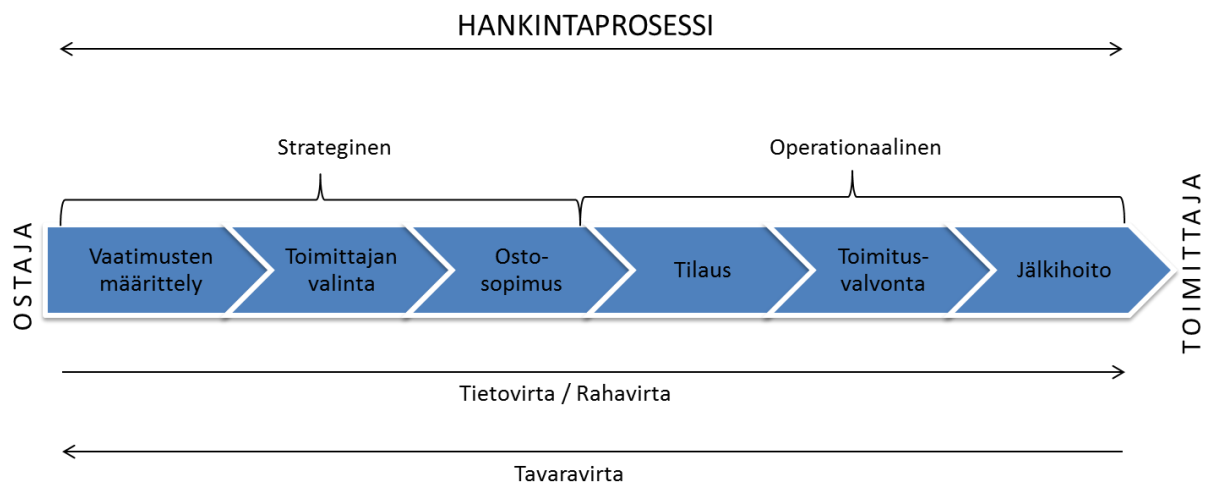 HANKINTAPROSESSI
Strateginen
Operationaalinen
OSTAJA
Vaatimusten
määrittely
Toimittajan
valinta
Osto-
sopimus
Tilaus
Toimitus-
valvonta
Jälkihoito
TOIMITTAJA
Tietovirta / Rahavirta
Tavaravirta